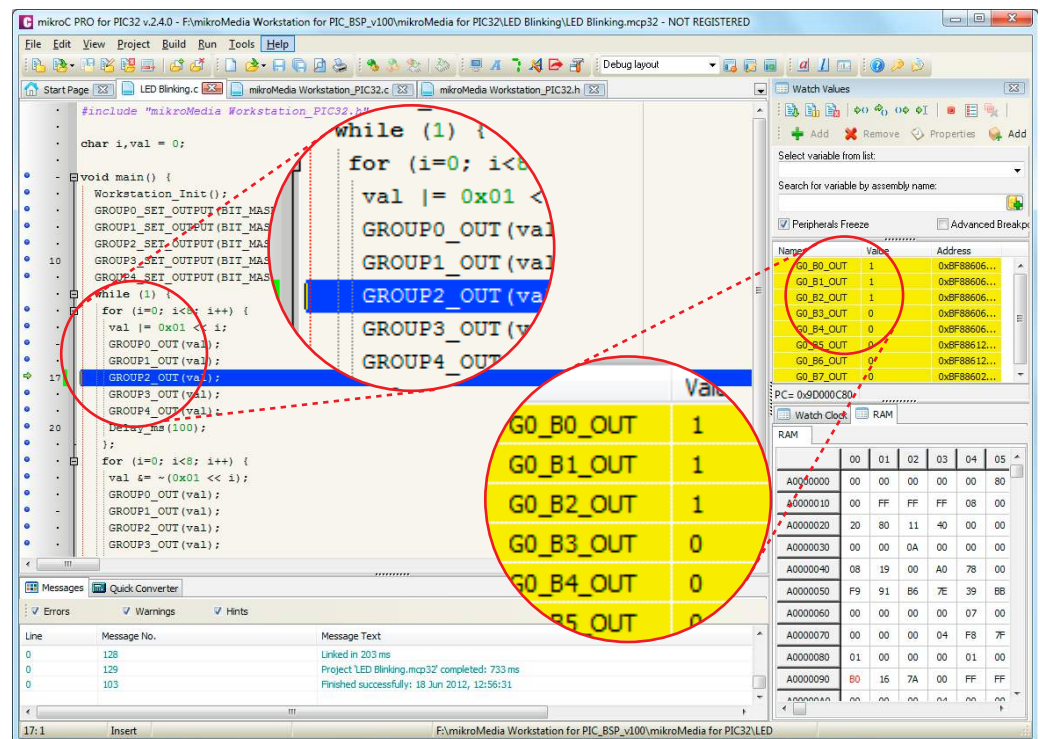 mikroC PRO for PIC32 v.2.4.0 - F:\mikroMedia Workstation for PIC_BSP_v100\mikroMedia for PIC32\LED Blinking\LED Blinking.mcp32 - NOT REGISTERED
File Edit View Project Build Run Tools Help
Debug layout
Start Page LED Blinking.c mikroMedia Workstation_PIC32.c mikroMedia Workstation_PIC32.h
#include "mikroMedia Workstation_PIC32.h"
char i,val = 0;
void main() {
Workstation_Init();
GROUP0_SET_OUTPUT(BIT_MAS
GROUP1_SET_OUTPUT(BIT_MAS
GROUP2_SET_OUTPUT(BIT_MAS
10 GROUP3_SET_OUTPUT(BIT_MAS
GROUP4_SET_OUTPUT(BIT_MAS
while (1) {
for (i=0; i<8; i++) {
val |= 0x01 << i;
GROUP0_OUT(val);
GROUP1_OUT(val);
17 GROUP2_OUT(val);
GROUP3_OUT(val);
GROUP4_OUT(val);
20 Delay_ms(100);
};
for (i=0; i<8; i++) {
val &= ~(0x01 << i);
GROUP0_OUT(val);
GROUP1_OUT(val);
GROUP2_OUT(val);
GROUP3_OUT(val);
while (1) {
for (i=0; i<8
val |= 0x01 <
GROUP0_OUT(val
GROUP1_OUT(val
GROUP2_OUT(va
GROUP3_OUT(v
GROUP4_OUT
Valu
G0_B0_OUT 1
G0_B1_OUT 1
G0_B2_OUT 1
G0_B3_OUT 0
G0_B4_OUT 0
B5_OUT 0
Watch Values
Add Remove Properties Add
Select variable from list:
Search for variable by assembly name:
Peripherals Freeze Advanced Breakpo
Name Value Address
G0_B0_OUT 1 0xBF88606...
G0_B1_OUT 1 0xBF88606...
G0_B2_OUT 1 0xBF88606...
G0_B3_OUT 0 0xBF88606...
G0_B4_OUT 0 0xBF88606...
G0_B5_OUT 0 0xBF88612...
G0_B6_OUT 0 0xBF88612...
G0_B7_OUT 0 0xBF88602...
PC= 0x9D000C80
Watch Clock RAM
RAM
00 01 02 03 04 05
A0000000 00 00 00 00 00 80
A0000010 00 FF FF FF 08 00
A0000020 20 80 11 40 00 00
A0000030 00 00 0A 00 00 00
A0000040 08 19 00 A0 78 00
A0000050 F9 91 B6 7E 39 BB
A0000060 00 00 00 00 07 00
A0000070 00 00 00 04 F8 7F
A0000080 01 00 00 00 01 00
A0000090 B0 16 7A 00 FF FF
A00000A0 00 00 00 04 00 00
Messages Quick Converter
Errors Warnings Hints
Line Message No. Message Text
0 128 Linked in 203 ms
0 129 Project 'LED Blinking.mcp32' completed: 733 ms
0 103 Finished successfully: 18 Jun 2012, 12:56:31
17:1 Insert F:\mikroMedia Workstation for PIC_BSP_v100\mikroMedia for PIC32\LED